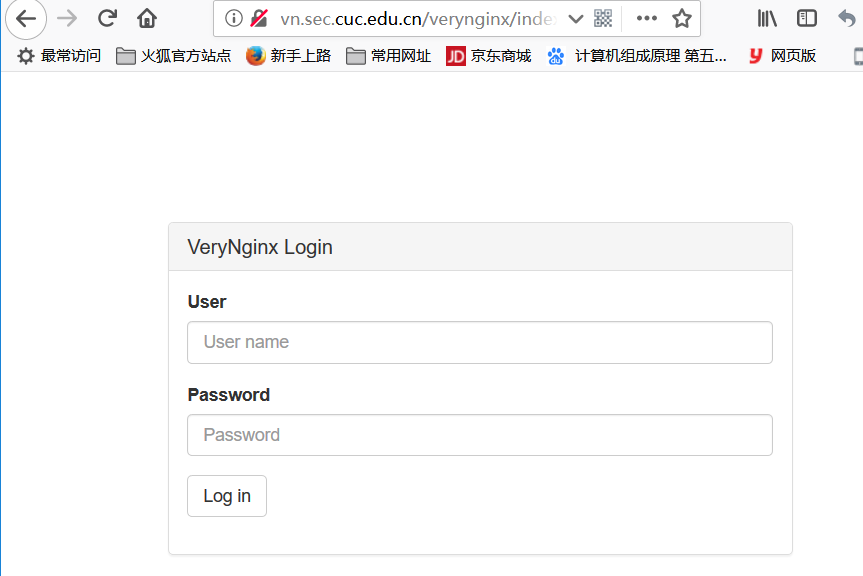 vn.sec.cuc.edu.cn/verynginx/inde
最常访问 火狐官方站点 新手上路 常用网址 JD 京东商城 du 计算机组成原理 第五... y 网页版
VeryNginx Login
User
User name
Password
Password
Log in